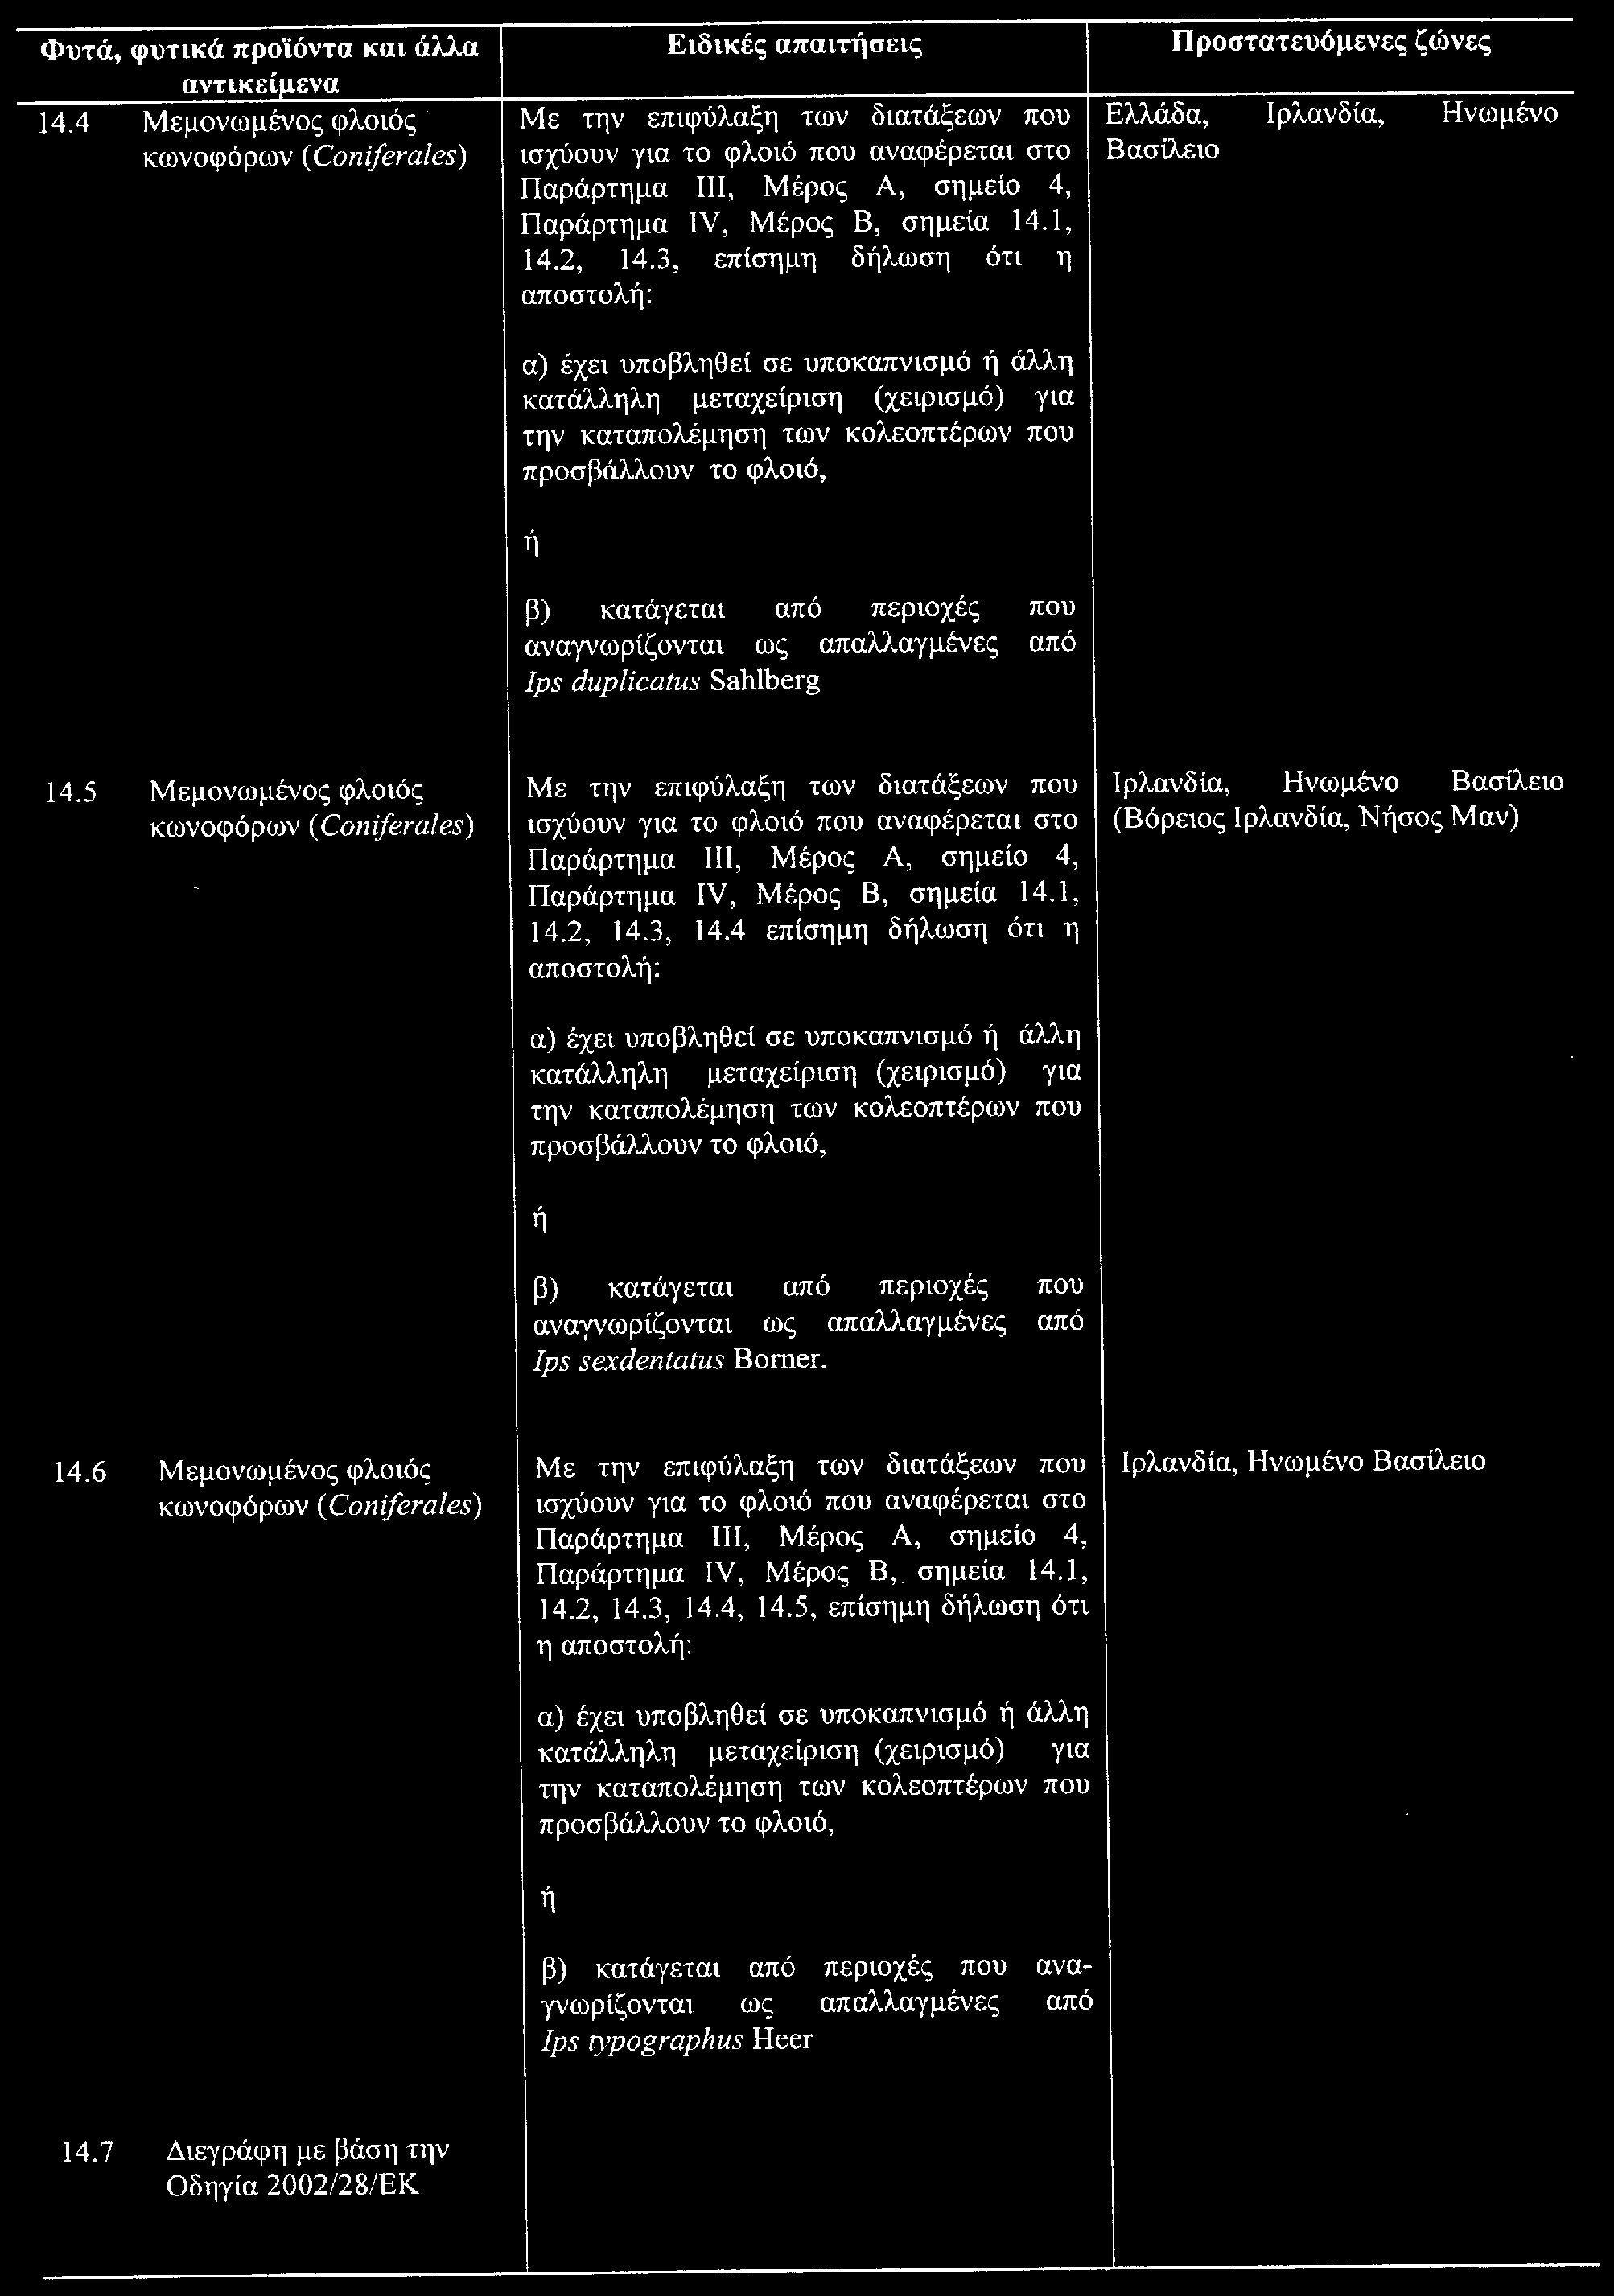 Φυτά, φυτικά προϊόντα και άλλα
αντικείμενα
Ειδικές απαιτήσεις
Προστατευόμενες ζώνες
14.4 Μεμονωμένος φλοιός
κωνοφόρων (Coniferales)
Με την επιφύλαξη των διατάξεων που
ισχύουν για το φλοιό που αναφέρεται στο
Παράρτημα III, Μέρος Α, σημείο 4,
Παράρτημα IV, Μέρος Β, σημεία 14.1,
14.2, 14.3, επίσημη δήλωση ότι η
αποστολή:
α) έχει υποβληθεί σε υποκαπνισμό ή άλλη
κατάλληλη μεταχείριση (χειρισμό) για
την καταπολέμηση των κολεοπτέρων που
προσβάλλουν το φλοιό,
ή
β) κατάγεται από περιοχές που
αναγνωρίζονται ως απαλλαγμένες από
Ips duplicatus Sahlberg
Ελλάδα, Ιρλανδία, Ηνωμένο
Βασίλειο
14.5 Μεμονωμένος φλοιός
κωνοφόρων (Coniferales)
Με την επιφύλαξη των διατάξεων που
ισχύουν για το φλοιό που αναφέρεται στο
Παράρτημα III, Μέρος Α, σημείο 4,
Παράρτημα IV, Μέρος Β, σημεία 14.1,
14.2, 14.3, 14.4 επίσημη δήλωση ότι η
αποστολή:
α) έχει υποβληθεί σε υποκαπνισμό ή άλλη
κατάλληλη μεταχείριση (χειρισμό) για
την καταπολέμηση των κολεοπτέρων που
προσβάλλουν το φλοιό,
ή
β) κατάγεται από περιοχές που
αναγνωρίζονται ως απαλλαγμένες από
Ips sexdentatus Borner.
Ιρλανδία, Ηνωμένο Βασίλειο
(Βόρειος Ιρλανδία, Νήσος Μαν)
14.6 Μεμονωμένος φλοιός
κωνοφόρων (Coniferales)
Με την επιφύλαξη των διατάξεων που
ισχύουν για το φλοιό που αναφέρεται στο
Παράρτημα III, Μέρος Α, σημείο 4,
Παράρτημα IV, Μέρος Β,. σημεία 14.1,
14.2, 14.3, 14.4, 14.5, επίσημη δήλωση ότι
η αποστολή:
α) έχει υποβληθεί σε υποκαπνισμό ή άλλη
κατάλληλη μεταχείριση (χειρισμό) για
την καταπολέμηση των κολεοπτέρων που
προσβάλλουν το φλοιό,
ή
β) κατάγεται από περιοχές που ανα-
γνωρίζονται ως απαλλαγμένες από
Ips typographus Heer
Ιρλανδία, Ηνωμένο Βασίλειο
14.7 Διεγράφη με βάση την
Οδηγία 2002/28/ΕΚ